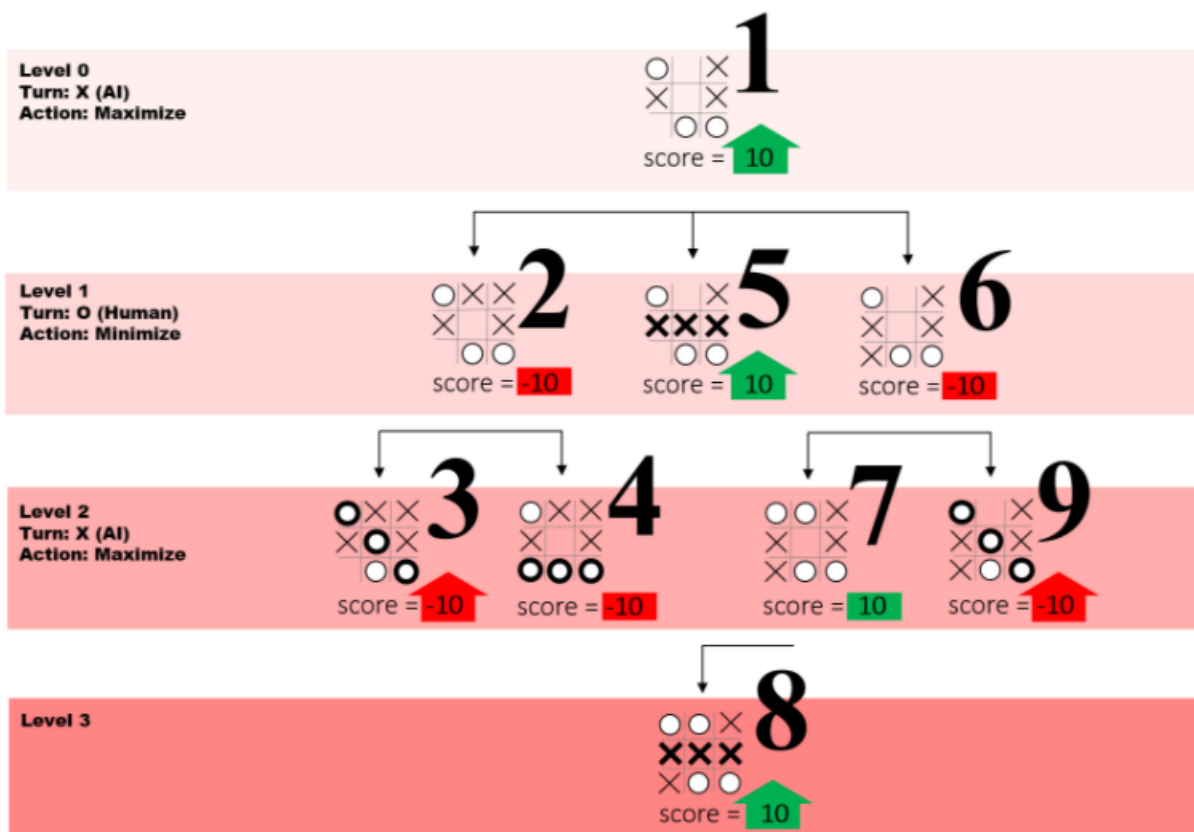 1
Level 0
Turn: X (AI)
Action: Maximize
score = 10
2
5
6
Level 1
Turn: O (Human)
Action: Minimize
score = -10
score = 10
score = -10
3
4
7
9
Level 2
Turn: X (AI)
Action: Maximize
score = -10
score = -10
score = 10
score = -10
8
Level 3
score = 10